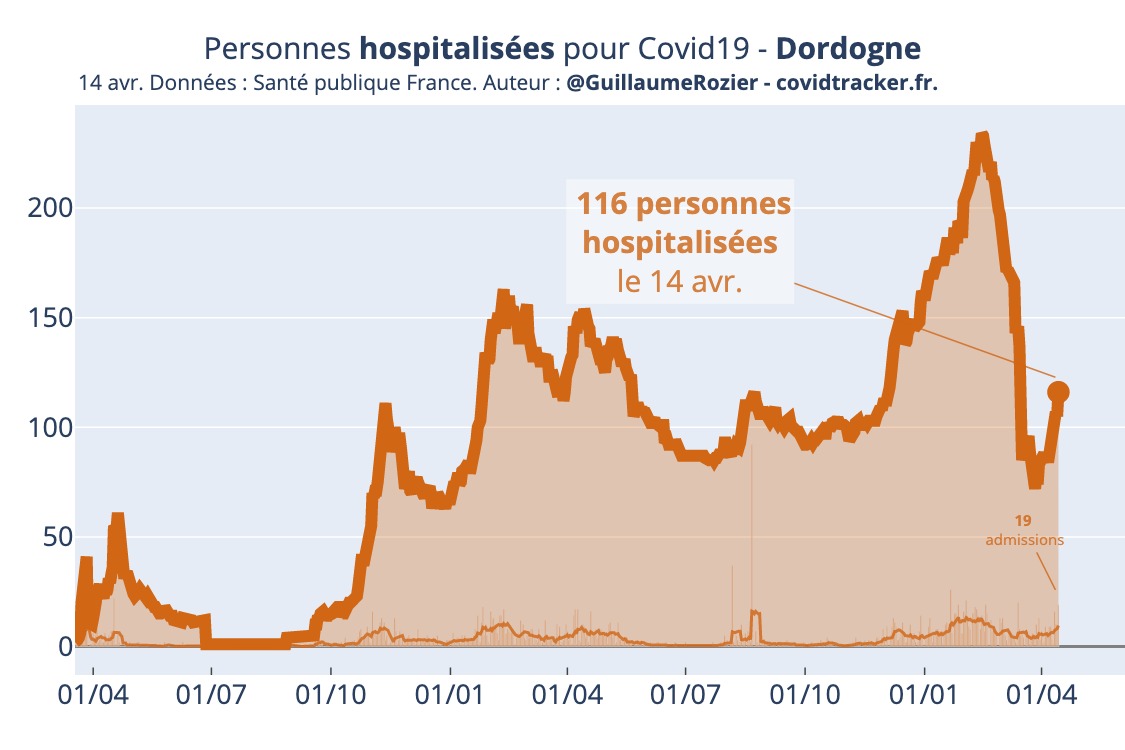 Personnes hospitalisées pour Covid19 - Dordogne
14 avr. Données : Santé publique France. Auteur : @GuillaumeRozier - covidtracker.fr.
116 personnes
hospitalisées
le 14 avr.
200
150
100
50
0
19
admissions
01/04
01/07
01/10
01/01
01/04
01/07
01/10
01/01
01/04